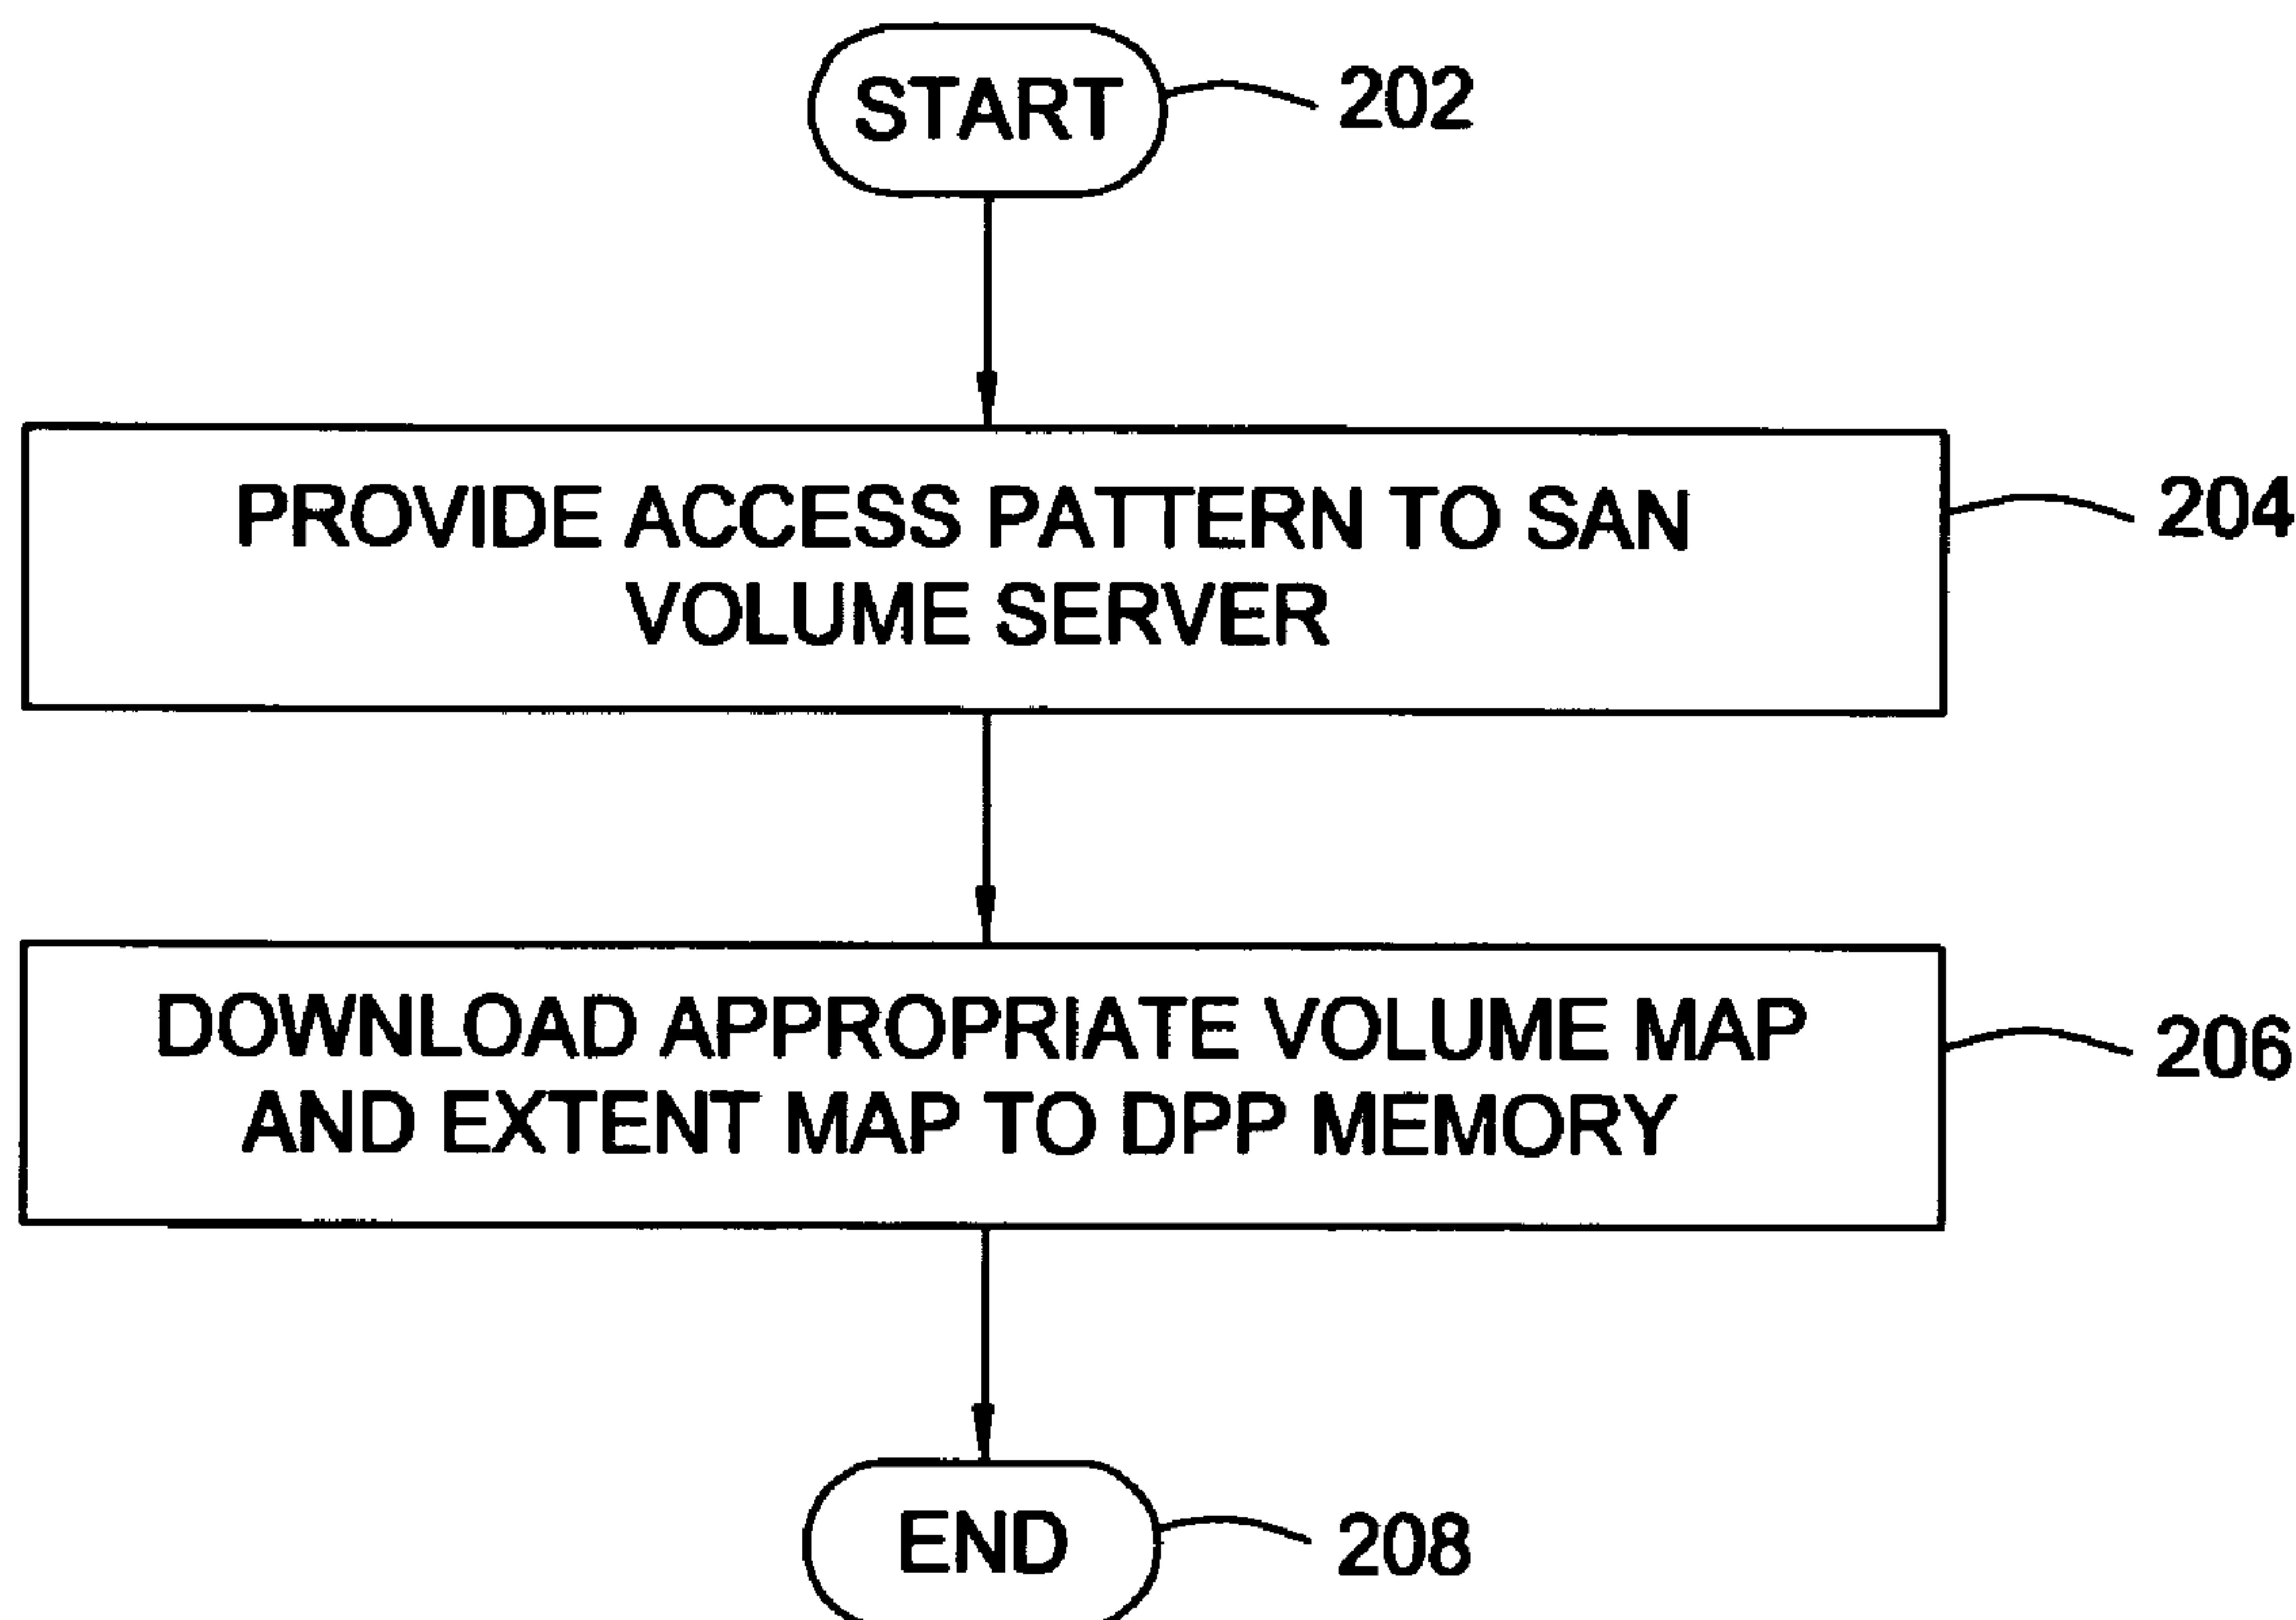 START
202
PROVIDE ACCESS PATTERN TO SAN
VOLUME SERVER
204
DOWNLOAD APPROPRIATE VOLUME MAP
AND EXTENT MAP TO DPP MEMORY
206
END
208